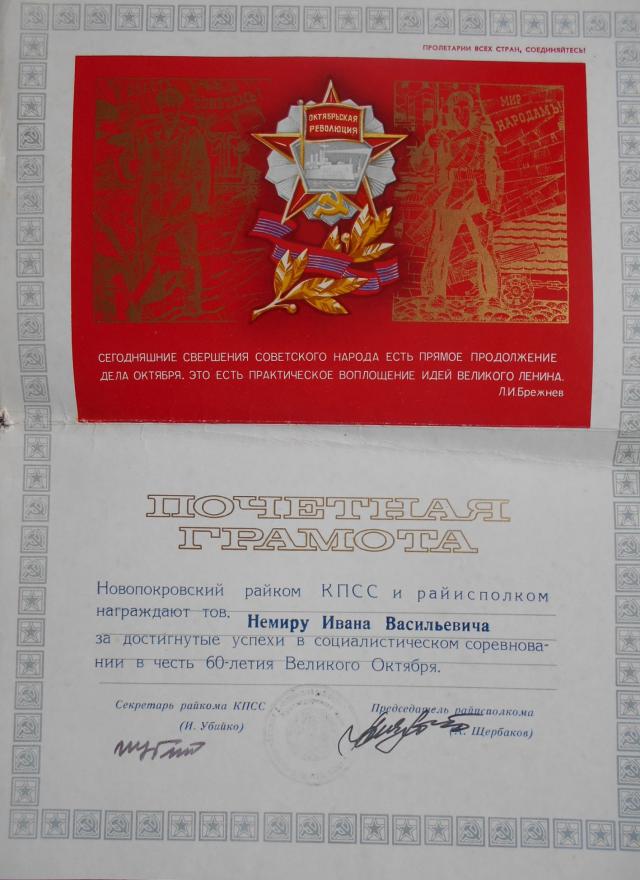 ПРОЛЕТАРИИ ВСЕХ СТРАН, СОЕДИНЯЙТЕСЬ!
ОКТЯБРЬСКАЯ
РЕВОЛЮЦИЯ
МИР
НАРОДАМ!
СЕГОДНЯШНИЕ СВЕРШЕНИЯ СОВЕТСКОГО НАРОДА ЕСТЬ ПРЯМОЕ ПРОДОЛЖЕНИЕ
ДЕЛА ОКТЯБРЯ. ЭТО ЕСТЬ ПРАКТИЧЕСКОЕ ВОПЛОЩЕНИЕ ИДЕЙ ВЕЛИКОГО ЛЕНИНА.
Л.И.Брежнев
ПОЧЕТНАЯ
ГРАМОТА
Новопокровский райком КПСС и райисполком
награждают тов. Немиру Ивана Васильевича
за достигнутые успехи в социалистическом соревнова-
нии в честь 60-летия Великого Октября.
Секретарь райкома КПСС
(И. Убийко)
Председатель райисполкома
Щербаков)